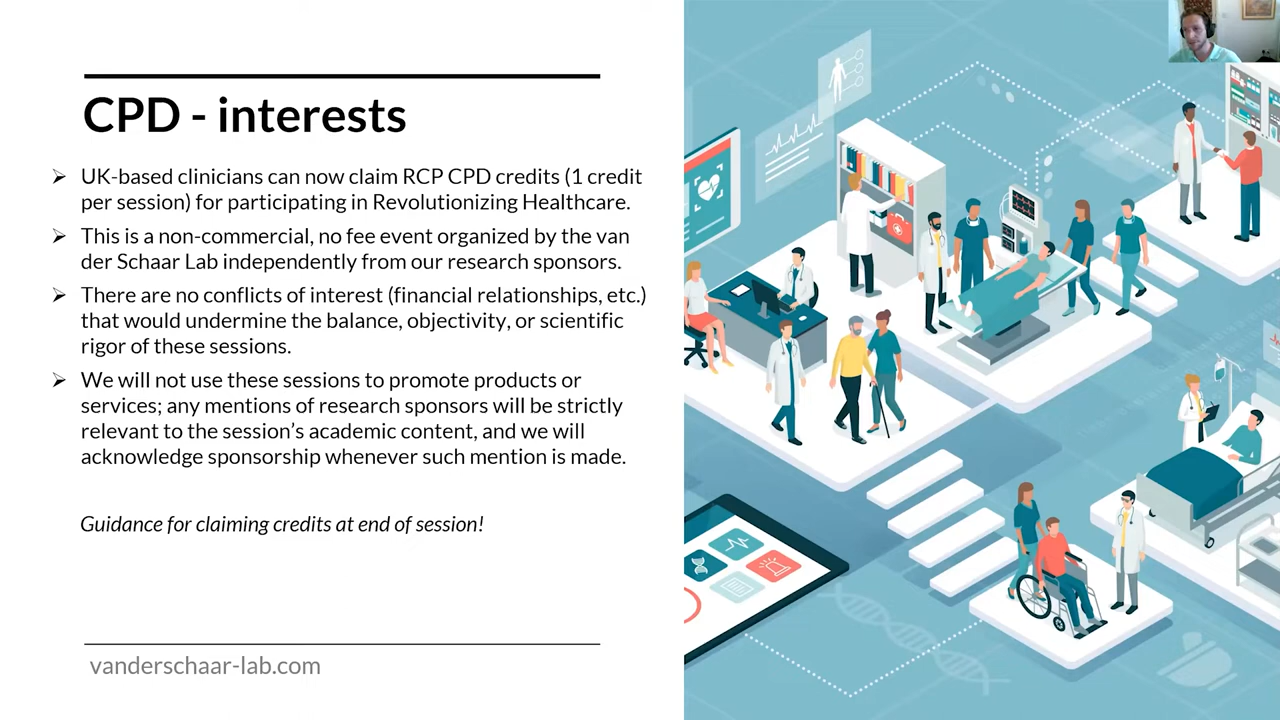 CPD - interests
➢ UK-based clinicians can now claim RCP CPD credits (1 credit
per session) for participating in Revolutionizing Healthcare.
➢ This is a non-commercial, no fee event organized by the van
der Schaar Lab independently from our research sponsors.
➢ There are no conflicts of interest (financial relationships, etc.)
that would undermine the balance, objectivity, or scientific
rigor of these sessions.
➢ We will not use these sessions to promote products or
services; any mentions of research sponsors will be strictly
relevant to the session’s academic content, and we will
acknowledge sponsorship whenever such mention is made.
Guidance for claiming credits at end of session!
vanderschaar-lab.com